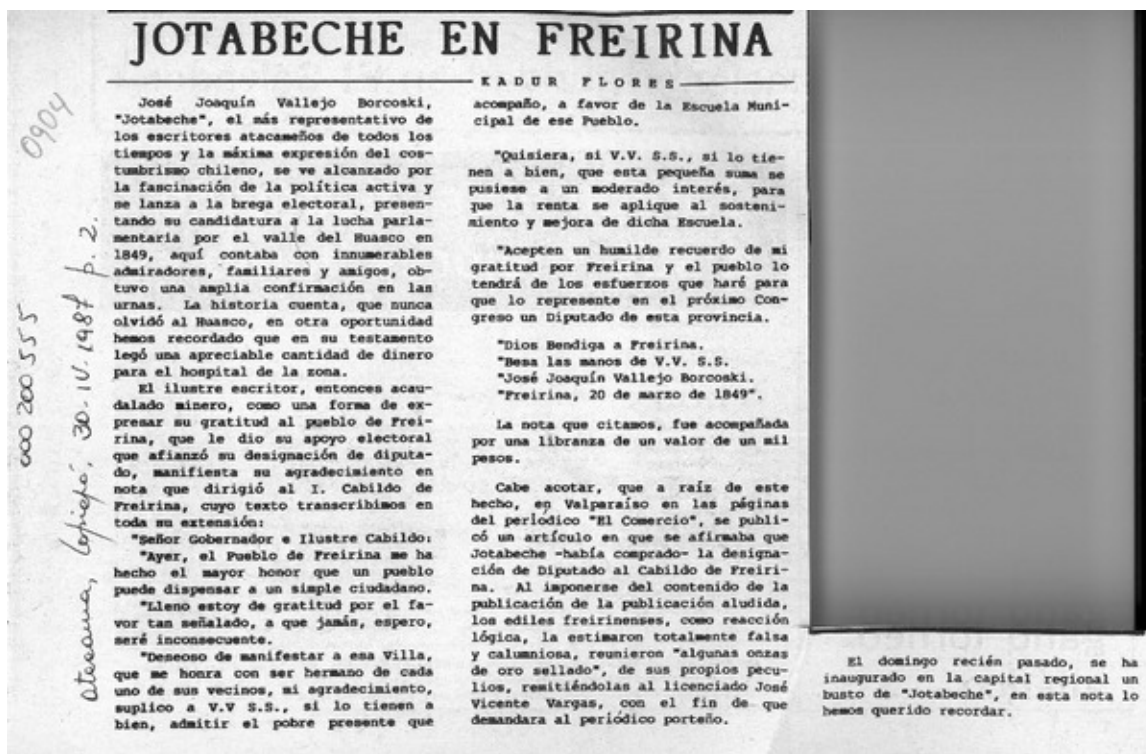 JOTABECHE EN FREIRINA
KADUR FLORES
José Joaquín Vallejo Borcoski,
"Jotabeche", el más representativo de
los escritores atacameños de todos los
tiempos y la máxima expresión del cos-
tumbrismo chileno, se ve alcanzado por
la fascinación de la política activa y
se lanza a la brega electoral, presen-
tando su candidatura a la lucha parla-
mentaria por el valle del Huasco en
1849, aquí contaba con innumerables
admiradores, familiares y amigos, ob-
tuvo una amplia confirmación en las
urnas. La historia cuenta, que nunca
olvidó al Huasco, en otra oportunidad
hemos recordado que en su testamento
legó una apreciable cantidad de dinero
para el hospital de la zona.
El ilustre escritor, entonces acau-
dalado minero, como una forma de ex-
presar su gratitud al pueblo de Frei-
rina, que le dio su apoyo electoral
que afianzó su designación de diputa-
do, manifiesta su agradecimiento en
nota que dirigió al I. Cabildo de
Freirina, cuyo texto transcribimos en
toda su extensión:
"Señor Gobernador e Ilustre Cabildo:
"Ayer, el Pueblo de Freirina me ha
hecho el mayor honor que un pueblo
puede dispensar a un simple ciudadano.
"Lleno estoy de gratitud por el fa-
vor tan señalado, a que jamás, espero,
seré inconsecuente.
"Deseoso de manifestar a esa Villa,
que me honra con ser hermano de cada
uno de sus vecinos, mi agradecimiento,
suplico a V.V S.S., si lo tienen a
bien, admitir el pobre presente que
acompaño, a favor de la Escuela Muni-
cipal de ese Pueblo.
"Quisiera, si V.V. S.S., si lo tie-
nen a bien, que esta pequeña suma se
pusiese a un moderado interés, para
que la renta se aplique al sosteni-
miento y mejora de dicha Escuela.
"Acepten un humilde recuerdo de mi
gratitud por Freirina y el pueblo lo
tendrá de los esfuerzos que haré para
que lo represente en el próximo Con-
greso un Diputado de esta provincia.
"Dios Bendiga a Freirina.
"Besa las manos de V.V. S.S.
"José Joaquín Vallejo Borcoski.
"Freirina, 20 de marzo de 1849".
La nota que citamos, fue acompañada
por una libranza de un valor de un mil
pesos.
Cabe acotar, que a raíz de este
hecho, en Valparaíso en las páginas
del periódico "El Comercio", se publi-
có un artículo en que se afirmaba que
Jotabeche -había comprado- la designa-
ción de Diputado al Cabildo de Freiri-
na. Al imponerse del contenido de la
publicación de la publicación aludida,
los ediles freirinenses, como reacción
lógica, la estimaron totalmente falsa
y calumniosa, reunieron "algunas onzas
de oro sellado", de sus propios pecu-
lios, remitiéndolas al licenciado José
Vicente Vargas, con el fin de que
demandara al periódico porteño.
El domingo recién pasado, se ha
inaugurado en la capital regional un
busto de "Jotabeche", en esta nota lo
hemos querido recordar.
0904
000 200 555
Atacama, Copiapó, 30-IV-1987 p. 2.